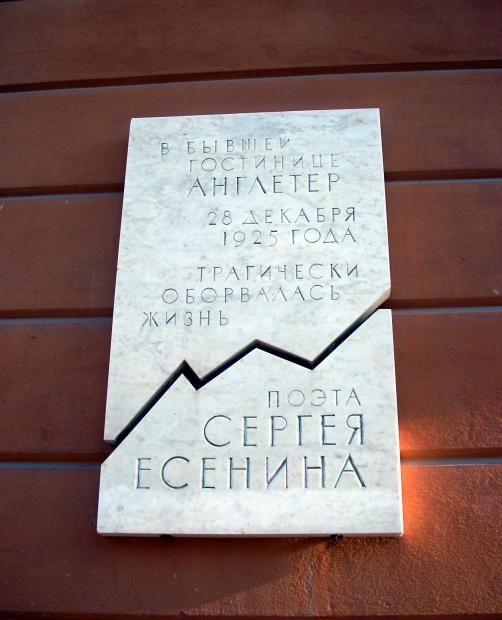 В БЫВШЕЙ
ГОСТИНИЦЕ
АНГЛЕТЕР
28 ДЕКАБРЯ
1925 ГОДА
ТРАГИЧЕСКИ
ОБОРВАЛАСЬ
ЖИЗНЬ
ПОЭТА
СЕРГЕЯ
ЕСЕНИНА